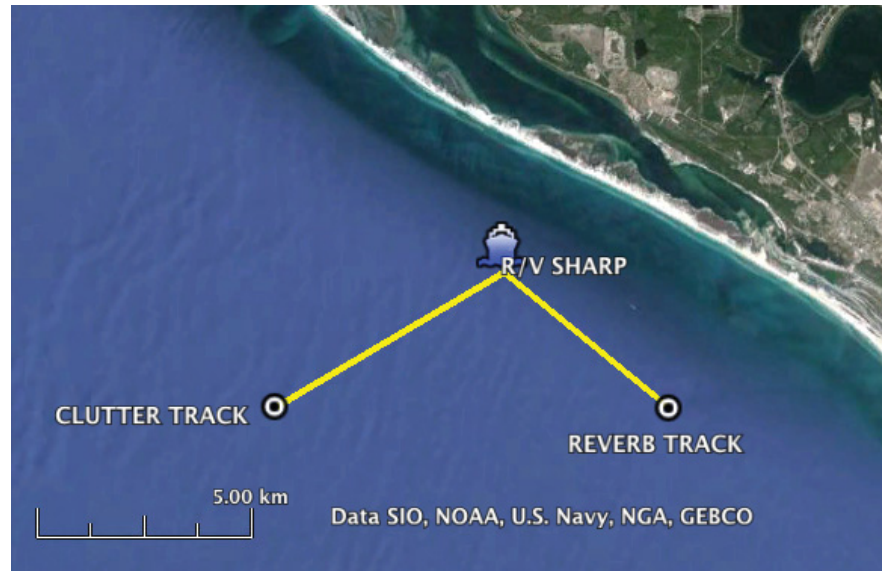 R/V SHARP
CLUTTER TRACK
REVERB TRACK
5.00 km
Data SIO, NOAA, U.S. Navy, NGA, GEBCO